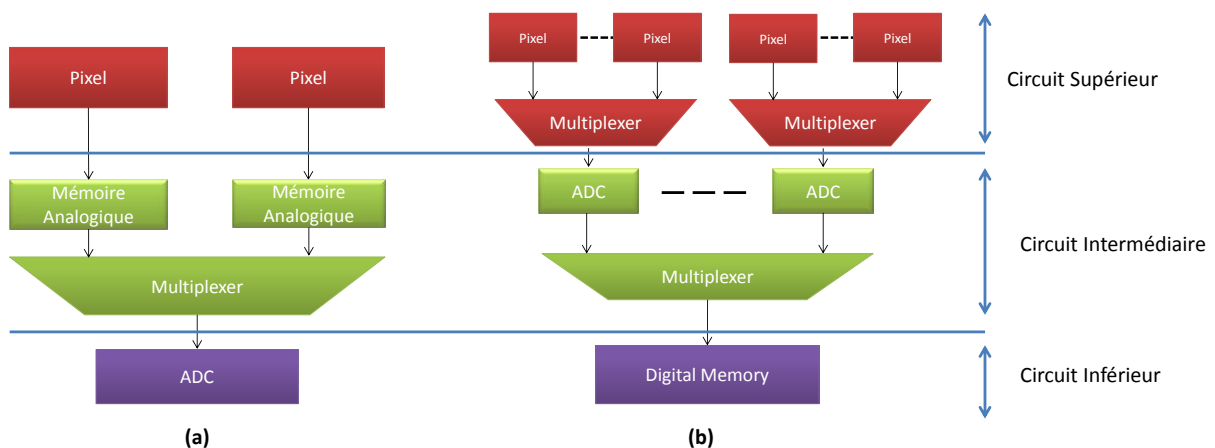 Pixel
Pixel
Pixel
Pixel
Pixel
Pixel
Circuit Supérieur
Multiplexer
Multiplexer
Mémoire
Analogique
Mémoire
Analogique
ADC
ADC
Circuit Intermédiaire
Multiplexer
Multiplexer
ADC
Digital Memory
Circuit Inférieur
(a)
(b)